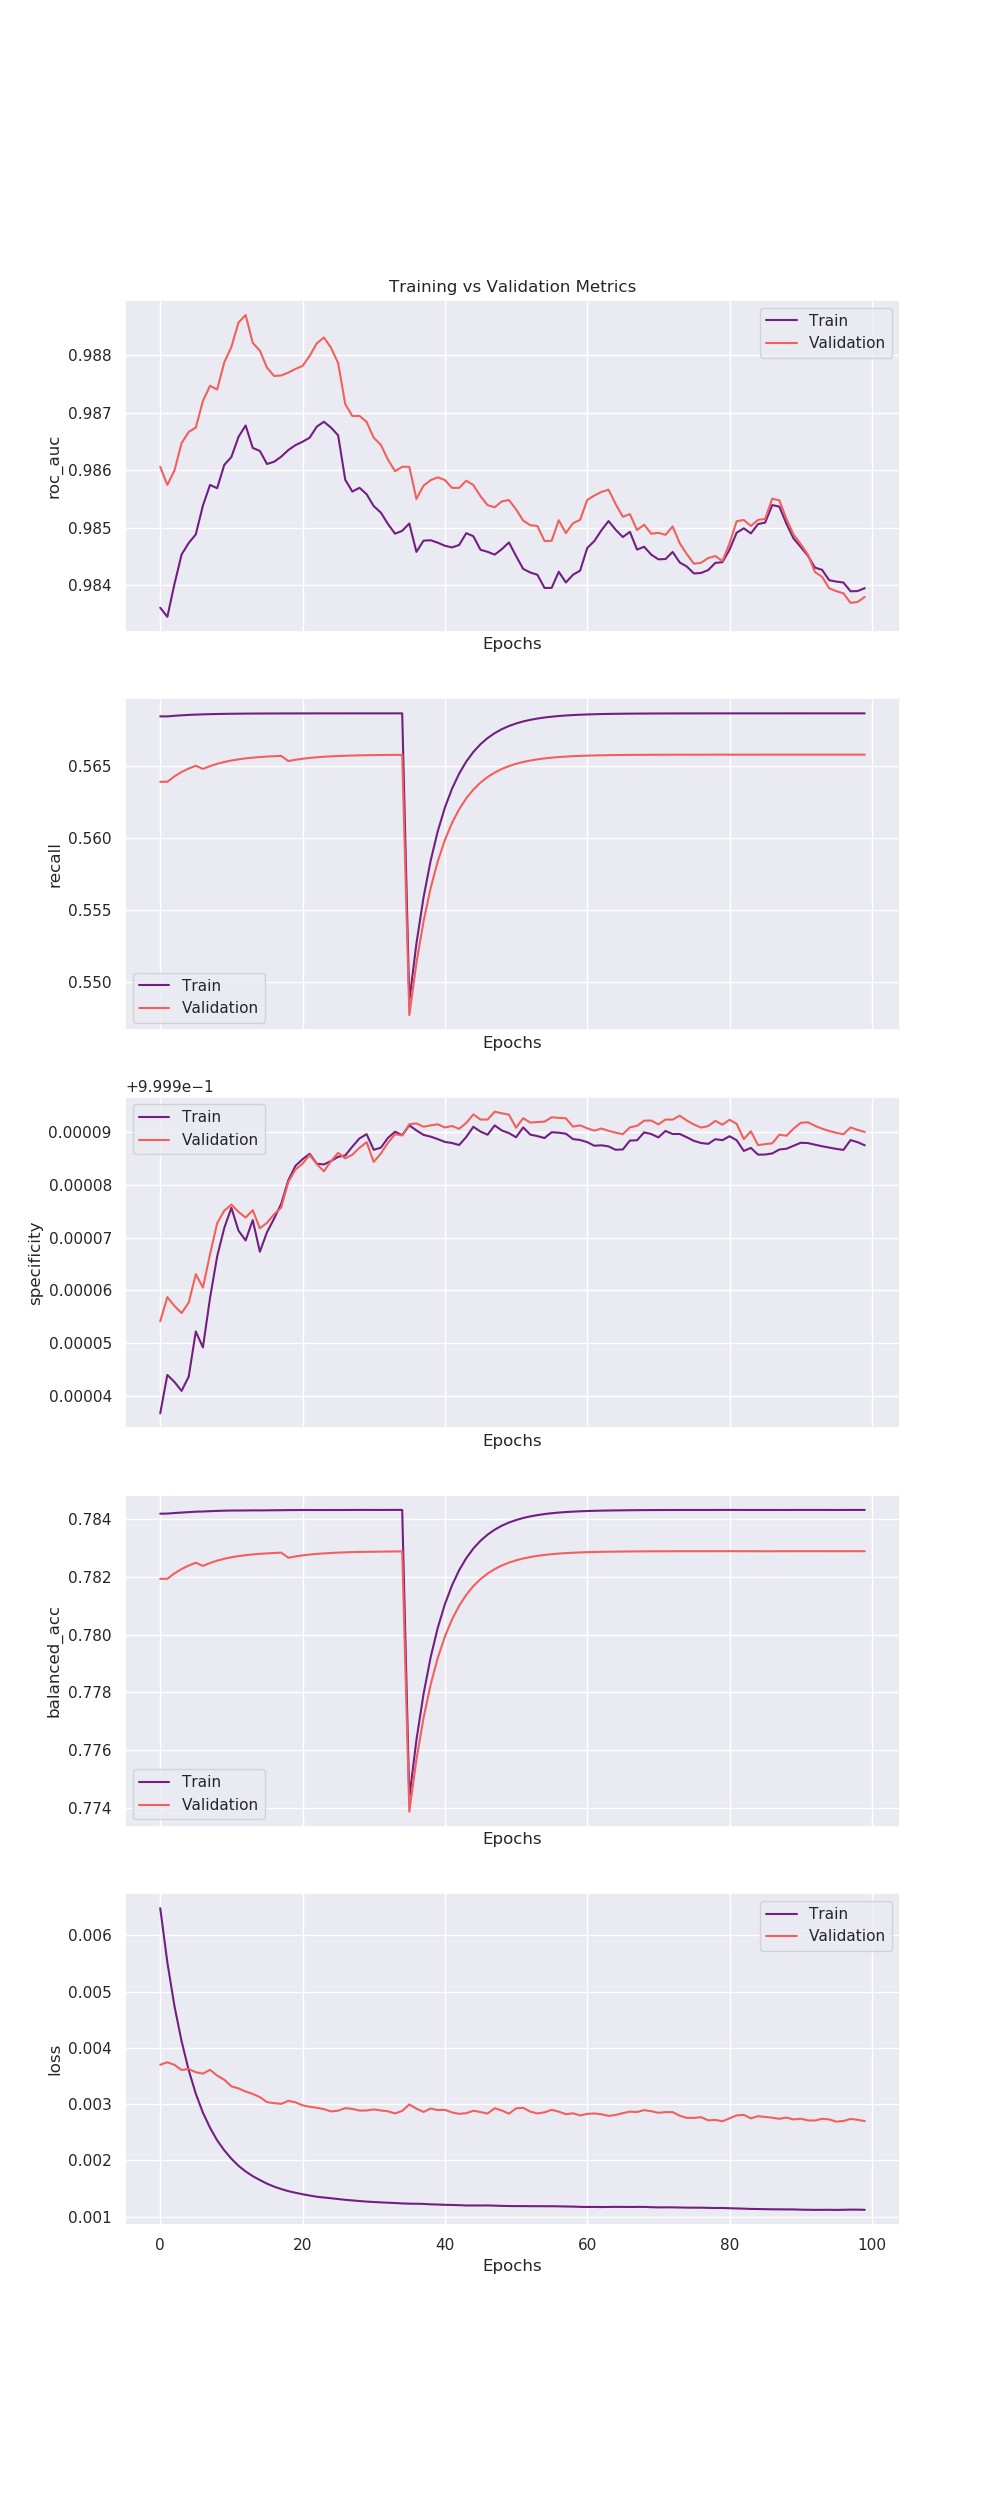 Training vs Validation Metrics
Train
Validation
0.988
0.987
0.986
0.985
0.984
roc_auc
Epochs
0.565
0.560
0.555
0.550
recall
Train
Validation
Epochs
+9.999e−1
Train
Validation
0.00009
0.00008
0.00007
0.00006
0.00005
0.00004
specificity
Epochs
0.784
0.782
0.780
0.778
0.776
0.774
balanced_acc
Train
Validation
Epochs
Train
Validation
0.006
0.005
0.004
0.003
0.002
0.001
loss
0 20 40 60 80 100
Epochs